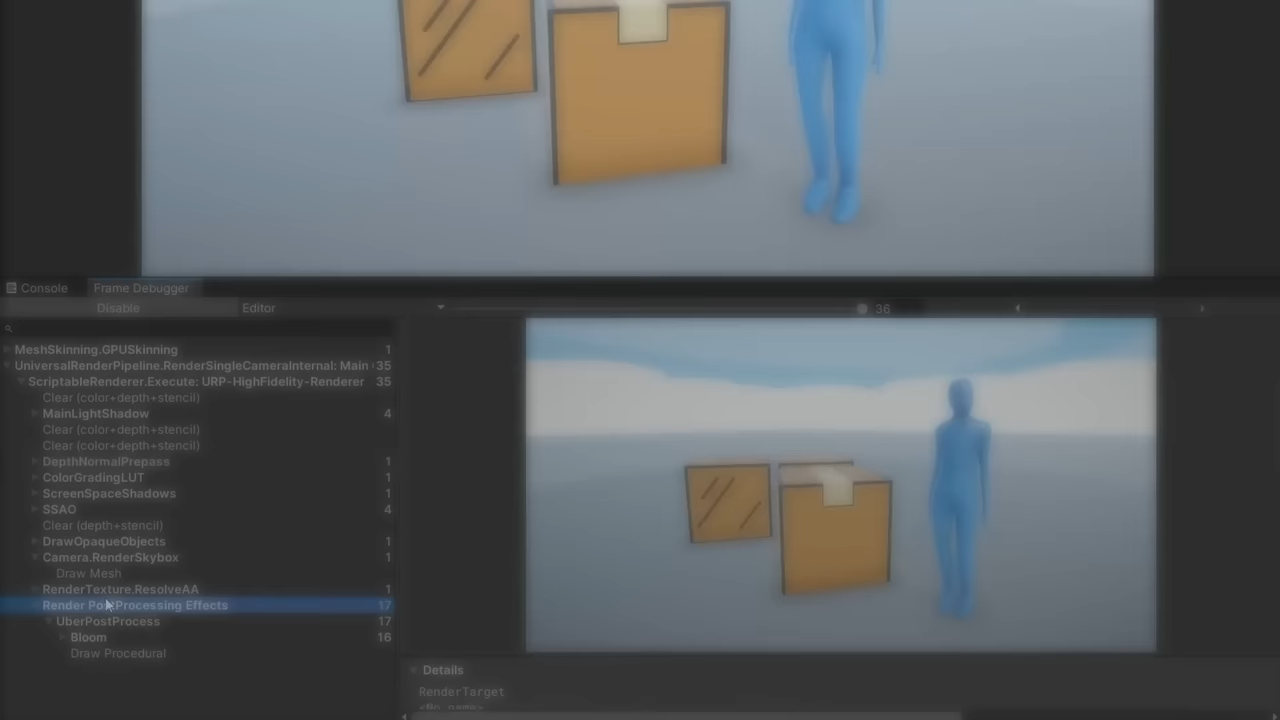 Console Frame Debugger
Disable Editor 36
MeshSkinning.GPUSkinning 1
UniversalRenderPipeline.RenderSingleCameraInternal: Main 35
ScriptableRenderer.Execute: URP-HighFidelity-Renderer 35
Clear (color+depth+stencil)
MainLightShadow 4
Clear (color+depth+stencil)
Clear (color+depth+stencil)
DepthNormalPrepass 1
ColorGradingLUT 1
ScreenSpaceShadows 1
SSAO 4
Clear (depth+stencil)
DrawOpaqueObjects 1
Camera.RenderSkybox 1
Draw Mesh
RenderTexture.ResolveAA 1
Render PostProcessing Effects 17
UberPostProcess 17
Bloom 16
Draw Procedural
Details
RenderTarget
<No name>